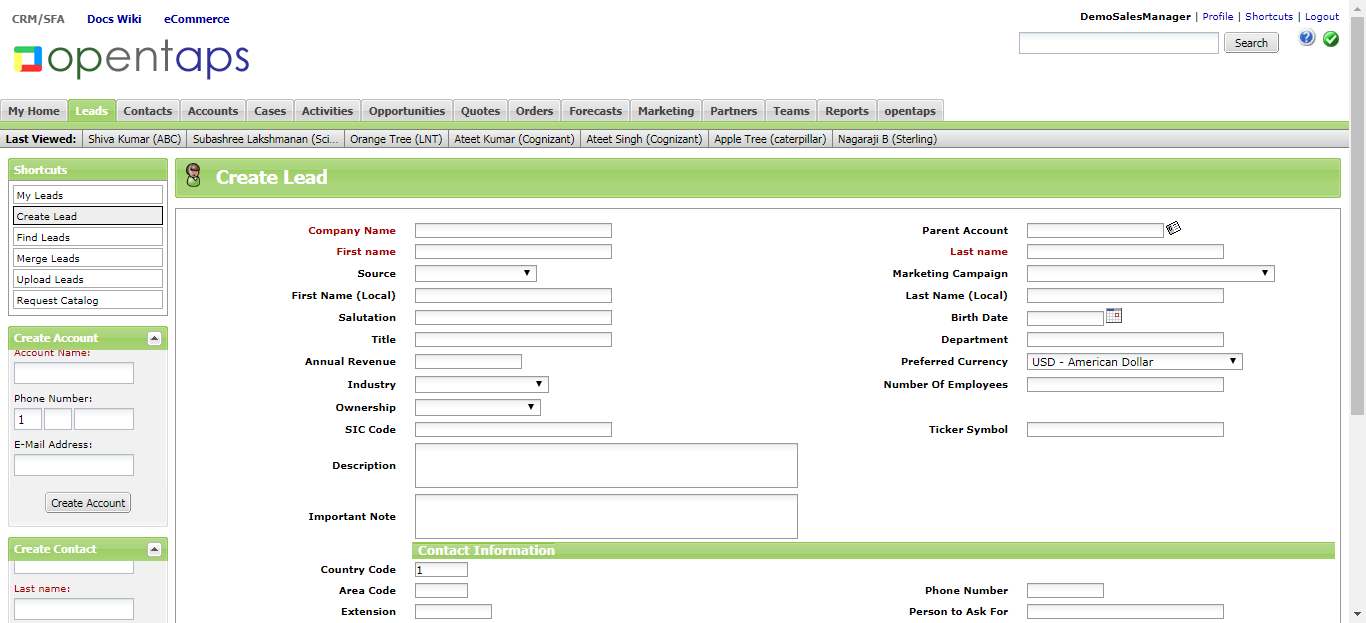 CRM/SFA Docs Wiki eCommerce
DemoSalesManager | Profile | Shortcuts | Logout
opentaps
Search
My Home Leads Contacts Accounts Cases Activities Opportunities Quotes Orders Forecasts Marketing Partners Teams Reports opentaps
Last Viewed: Shiva Kumar (ABC) Subashree Lakshmanan (Sci... Orange Tree (LNT) Ateet Kumar (Cognizant) Ateet Singh (Cognizant) Apple Tree (caterpillar) Nagaraji B (Sterling)
Shortcuts
My Leads
Create Lead
Find Leads
Merge Leads
Upload Leads
Request Catalog
Create Account
Account Name:
Phone Number:
1
E-Mail Address:
Create Account
Create Contact
Last name:
Create Lead
Company Name Parent Account
First name Last name
Source Marketing Campaign
First Name (Local) Last Name (Local)
Salutation Birth Date
Title Department
Annual Revenue Preferred Currency USD - American Dollar
Industry Number Of Employees
Ownership
SIC Code Ticker Symbol
Description
Important Note
Contact Information
Country Code 1
Area Code Phone Number
Extension Person to Ask For